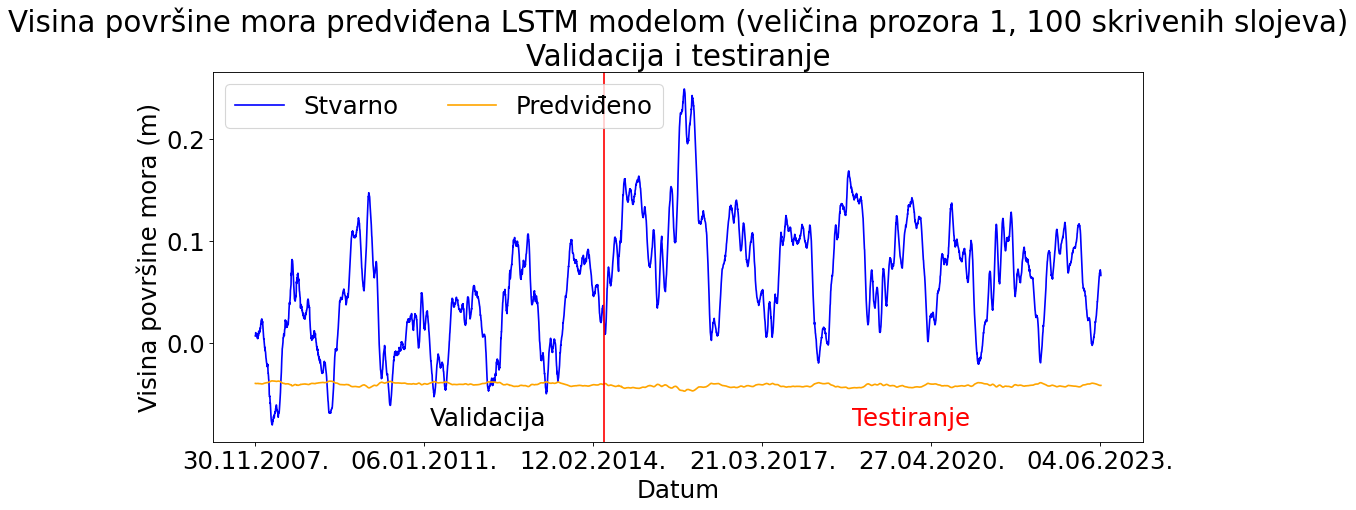 Visina površine mora predviđena LSTM modelom (veličina prozora 1, 100 skrivenih slojeva)
Validacija i testiranje
Stvarno
Predviđeno
Visina površine mora (m)
0.2
0.1
0.0
Validacija
Testiranje
30.11.2007.
06.01.2011.
12.02.2014.
21.03.2017.
27.04.2020.
04.06.2023.
Datum